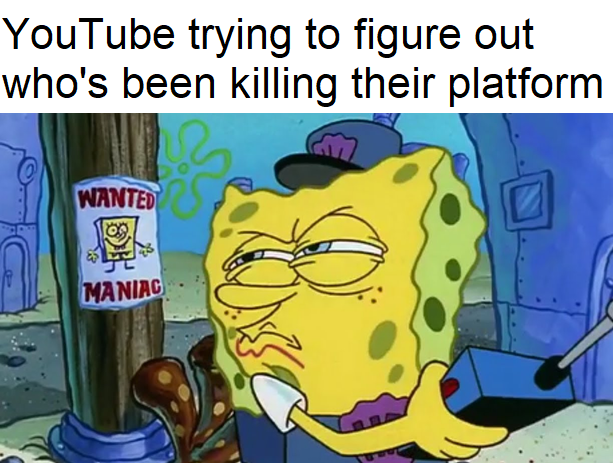 YouTube trying to figure out
who's been killing their platform
WANTED
MANIAC